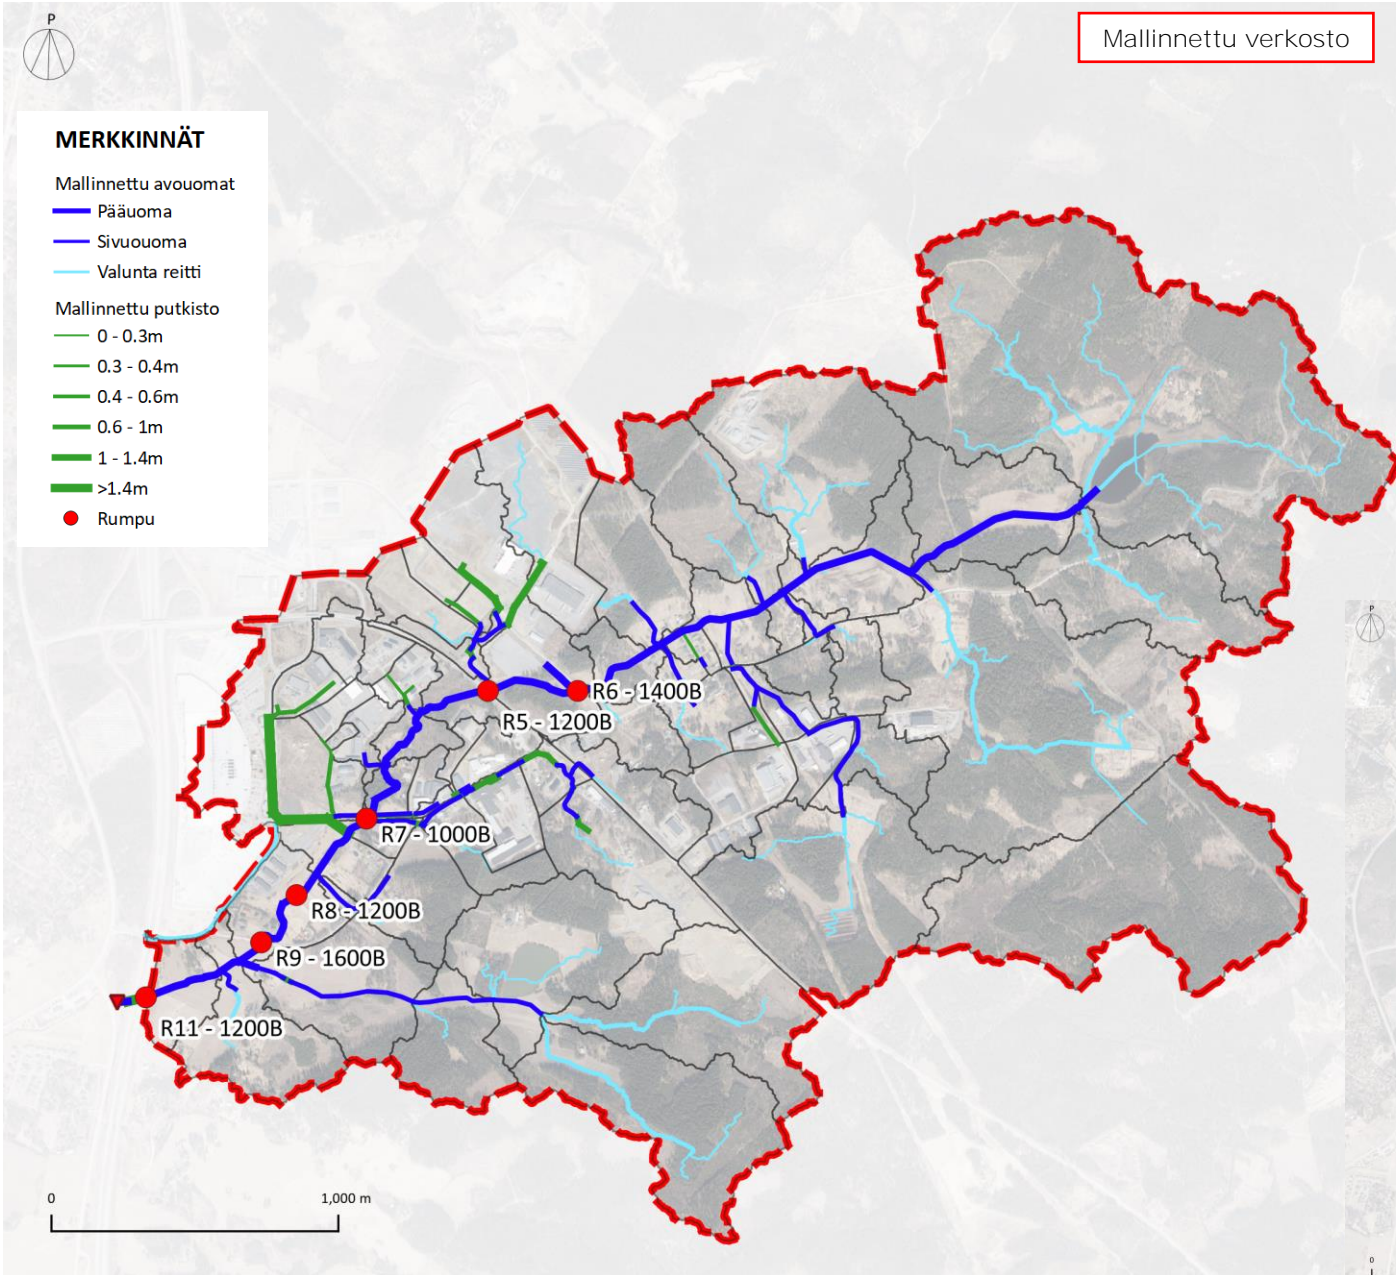 P
Mallinnettu verkosto
MERKKINNÄT
Mallinnettu avouomat
Pääuoma
Sivuouoma
Valunta reitti
Mallinnettu putkisto
0 - 0.3m
0.3 - 0.4m
0.4 - 0.6m
0.6 - 1m
1 - 1.4m
>1.4m
Rumpu
R6 - 1400B
R5 - 1200B
R7 - 1000B
R8 - 1200B
R9 - 1600B
R11 - 1200B
0 1,000 m
P
0